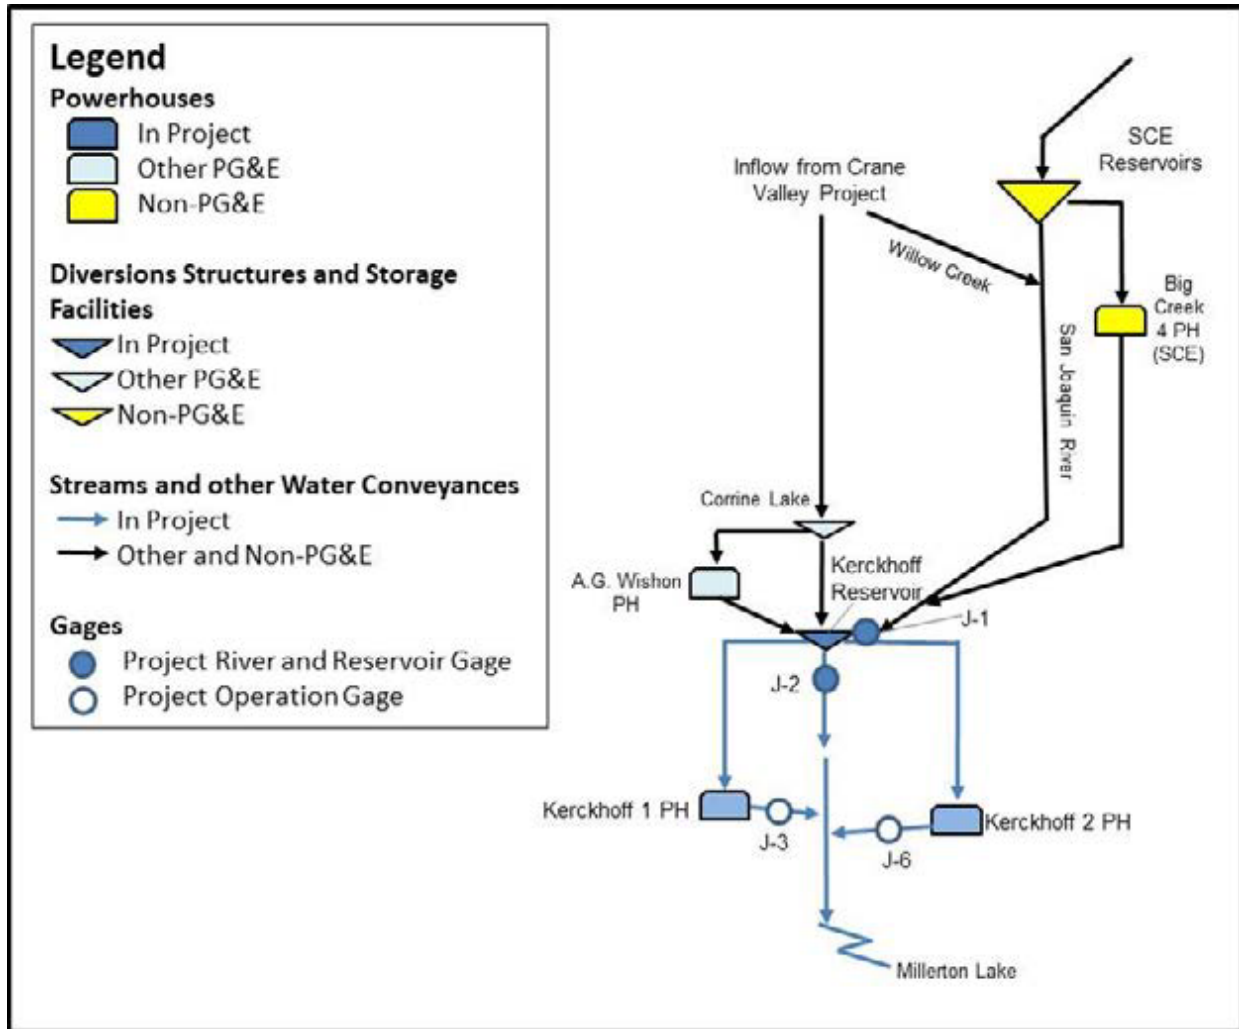 Legend
Powerhouses
In Project
Other PG&E
Non-PG&E
Diversions Structures and Storage
Facilities
In Project
Other PG&E
Non-PG&E
Streams and other Water Conveyances
In Project
Other and Non-PG&E
Gages
Project River and Reservoir Gage
Project Operation Gage
SCE
Reservoirs
Inflow from Crane
Valley Project
Willow Creek
San Joaquin River
Big
Creek
4 PH
(SCE)
Corrine Lake
A.G. Wishon
PH
Kerckhoff
Reservoir
J-1
J-2
Kerckhoff 1 PH
J-3
J-6
Kerckhoff 2 PH
Millerton Lake